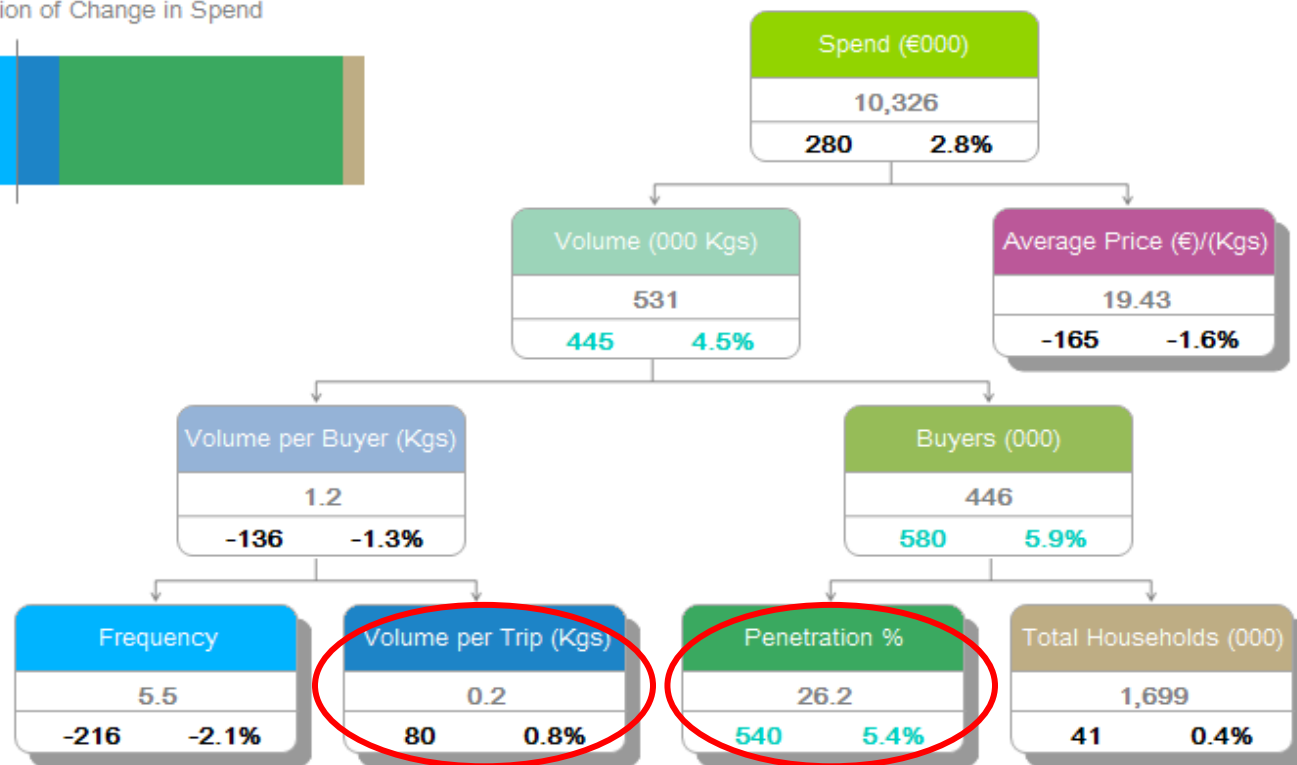 ion of Change in Spend
Spend (€000)
10,326
280 2.8%
Volume (000 Kgs)
531
445 4.5%
Average Price (€)/(Kgs)
19.43
-165 -1.6%
Volume per Buyer (Kgs)
1.2
-136 -1.3%
Buyers (000)
446
580 5.9%
Frequency
5.5
-216 -2.1%
Volume per Trip (Kgs)
0.2
80 0.8%
Penetration %
26.2
540 5.4%
Total Households (000)
1,699
41 0.4%